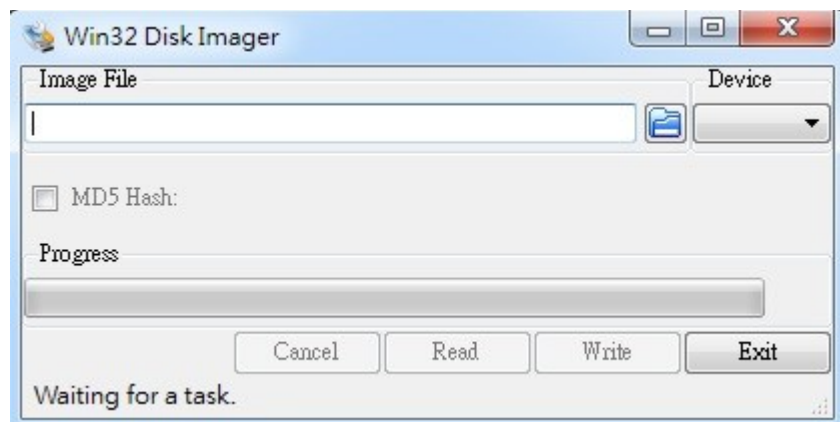 Win32 Disk Imager
Image File
Device
MD5 Hash:
Progress
Cancel Read Write Exit
Waiting for a task.